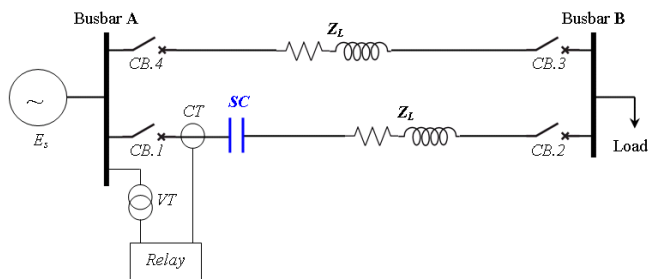 Busbar A
Busbar B
Z_L
CB.4
CB.3
~
SC
CT
Z_L
E_s
CB.1
CB.2
Load
VT
Relay